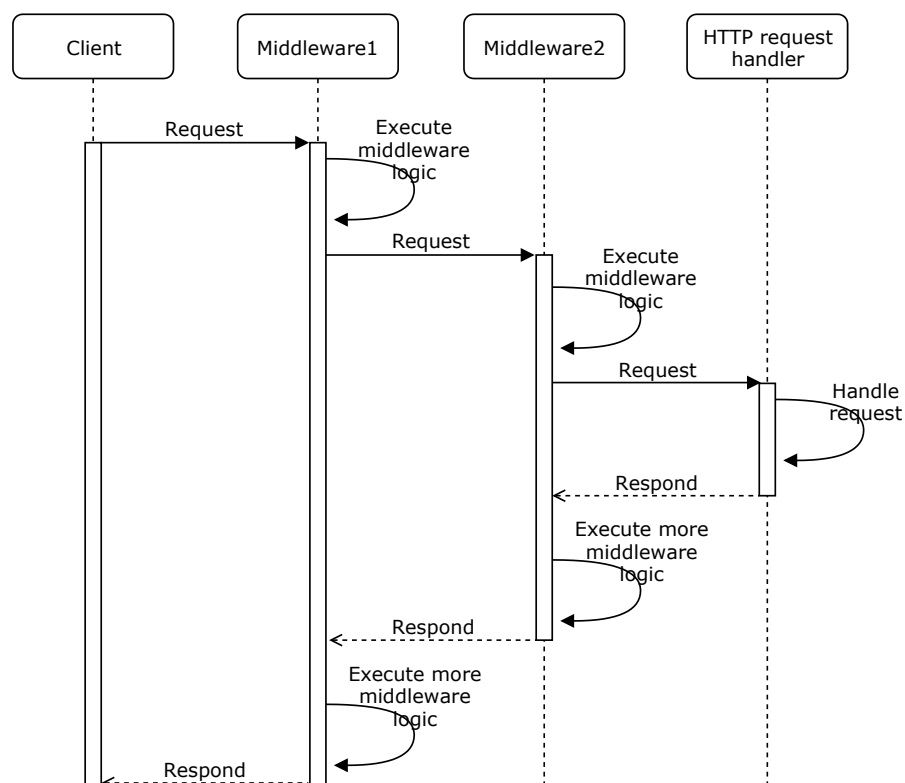 Client
Middleware1
Middleware2
HTTP request
handler
Request
Execute
middleware
logic
Request
Execute
middleware
logic
Request
Handle
request
Respond
Execute more
middleware
logic
Respond
Execute more
middleware
logic
Respond